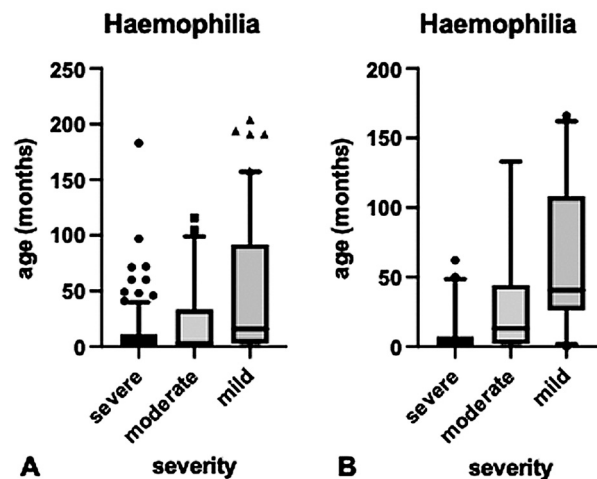 Haemophilia
250
200
150
100
50
0
age (months)
severe
moderate
mild
severity
A
Haemophilia
200
150
100
50
0
age (months)
severe
moderate
mild
severity
B